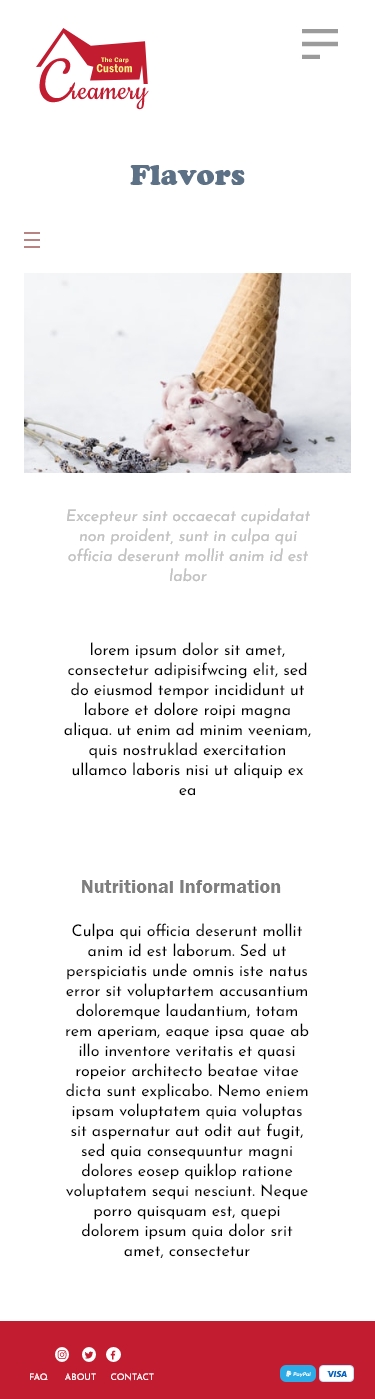 The Carp
Custom
Creamery
Flavors
Excepteur sint occaecat cupidatat
non proident, sunt in culpa qui
officia deserunt mollit anim id est
labor
lorem ipsum dolor sit amet,
consectetur adipisifwcing elit, sed
do eiusmod tempor incididunt ut
labore et dolore roipi magna
aliqua. ut enim ad minim veeniam,
quis nostruklad exercitation
ullamco laboris nisi ut aliquip ex
ea
Nutritional Information
Culpa qui officia deserunt mollit
anim id est laborum. Sed ut
perspiciatis unde omnis iste natus
error sit voluptartem accusantium
doloremque laudantium, totam
rem aperiam, eaque ipsa quae ab
illo inventore veritatis et quasi
ropeior architecto beatae vitae
dicta sunt explicabo. Nemo eniem
ipsam voluptatem quia voluptas
sit aspernatur aut odit aut fugit,
sed quia consequuntur magni
dolores eosep quiklop ratione
voluptatem sequi nesciunt. Neque
porro quisquam est, quepi
dolorem ipsum quia dolor srit
amet, consectetur
FAQ ABOUT CONTACT
PayPal VISA